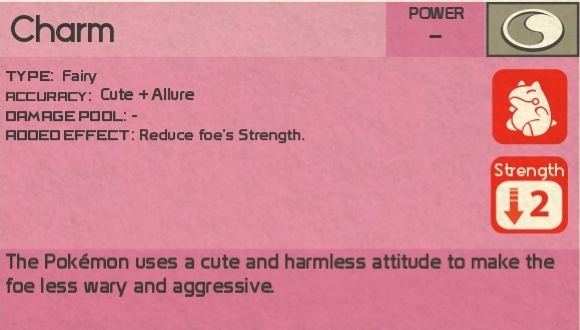 Charm
POWER
–
TYPE: Fairy
ACCURACY: Cute + Allure
DAMAGE POOL: -
ADDED EFFECT: Reduce foe's Strength.
Strength
2
The Pokémon uses a cute and harmless attitude to make the
foe less wary and aggressive.